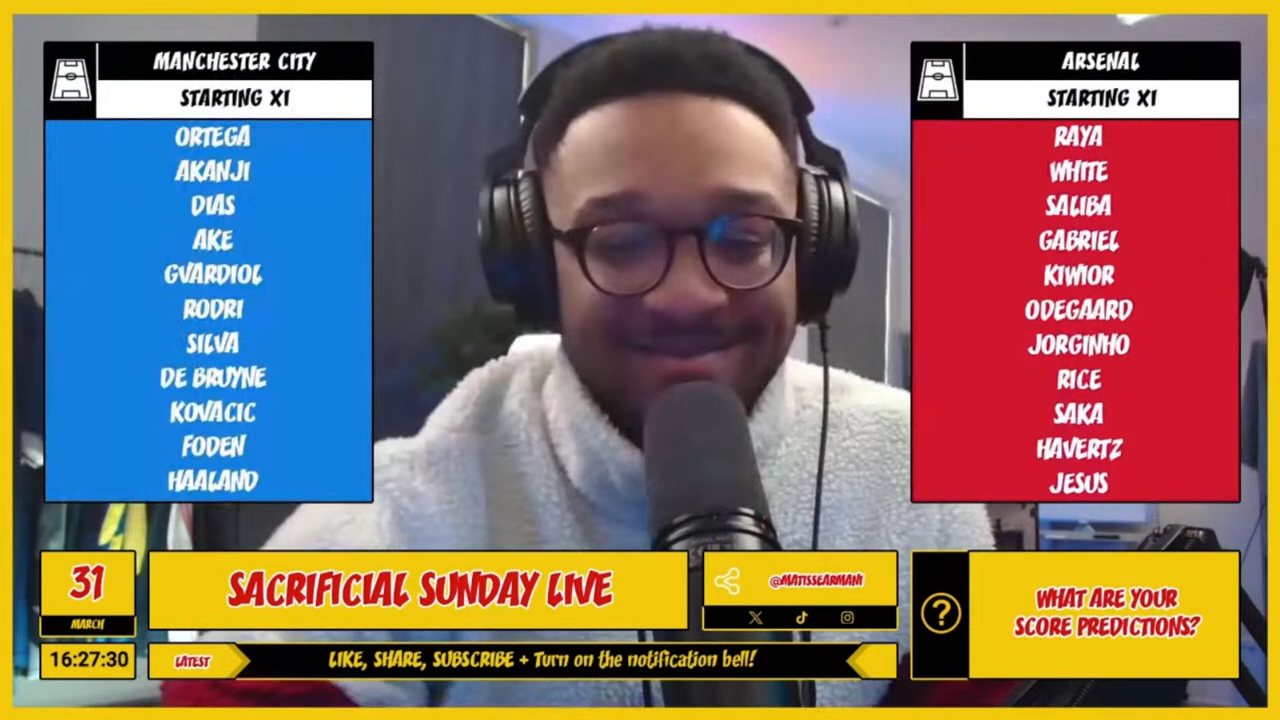 MANCHESTER CITY
STARTING XI
ORTEGA
AKANJI
DIAS
AKE
GVARDIOL
RODRI
SILVA
DE BRUYNE
KOVACIC
FODEN
HAALAND
ARSENAL
STARTING XI
RAYA
WHITE
SALIBA
GABRIEL
KIWIOR
ODEGAARD
JORGINHO
RICE
SAKA
HAVERTZ
JESUS
31
MARCH
16:27:30
SACRIFICIAL SUNDAY LIVE
@MATISSEARMANI
LATEST
LIKE, SHARE, SUBSCRIBE + Turn on the notification bell!
?
WHAT ARE YOUR
SCORE PREDICTIONS?